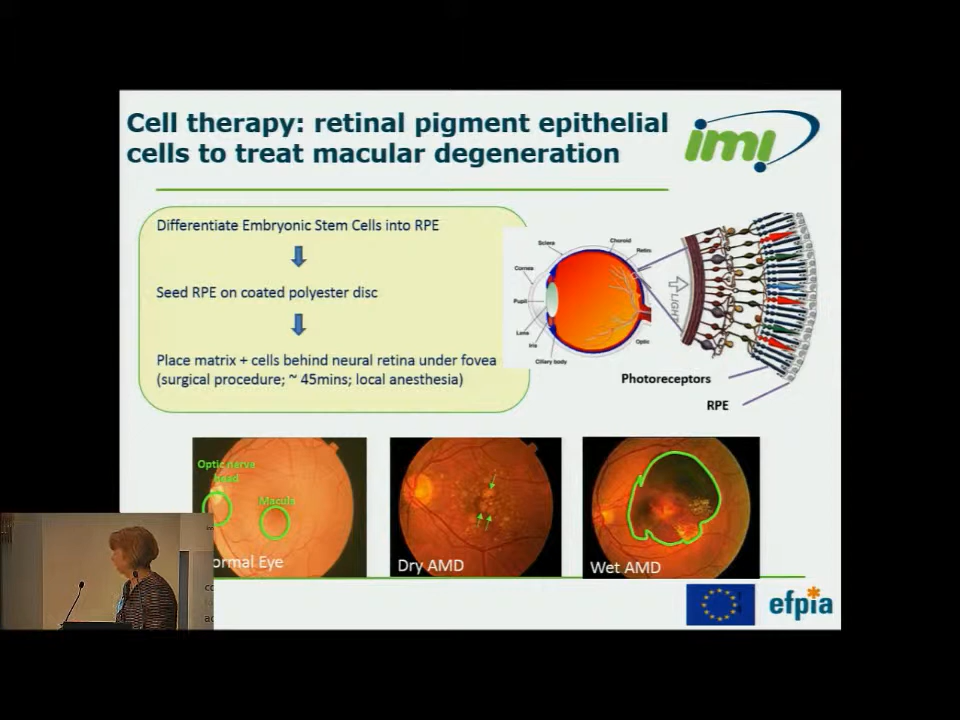 Cell therapy: retinal pigment epithelial
cells to treat macular degeneration
imi
Differentiate Embryonic Stem Cells into RPE
Seed RPE on coated polyester disc
Place matrix + cells behind neural retina under fovea
(surgical procedure; ~ 45mins; local anesthesia)
Sclera
Choroid
Retina
Cornea
Pupil
Lens
Iris
Ciliary body
Optic
LIGHT
Photoreceptors
RPE
Optic nerve
head
Macula
ormal Eye
Dry AMD
Wet AMD
efpia